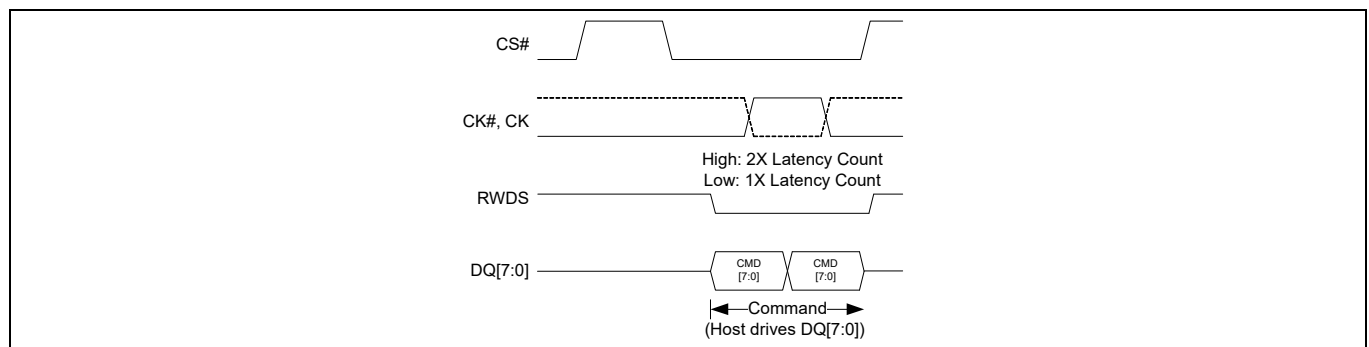 CS#
CK#, CK
High: 2X Latency Count
Low: 1X Latency Count
RWDS
DQ[7:0]
CMD
[7:0]
CMD
[7:0]
Command
(Host drives DQ[7:0])